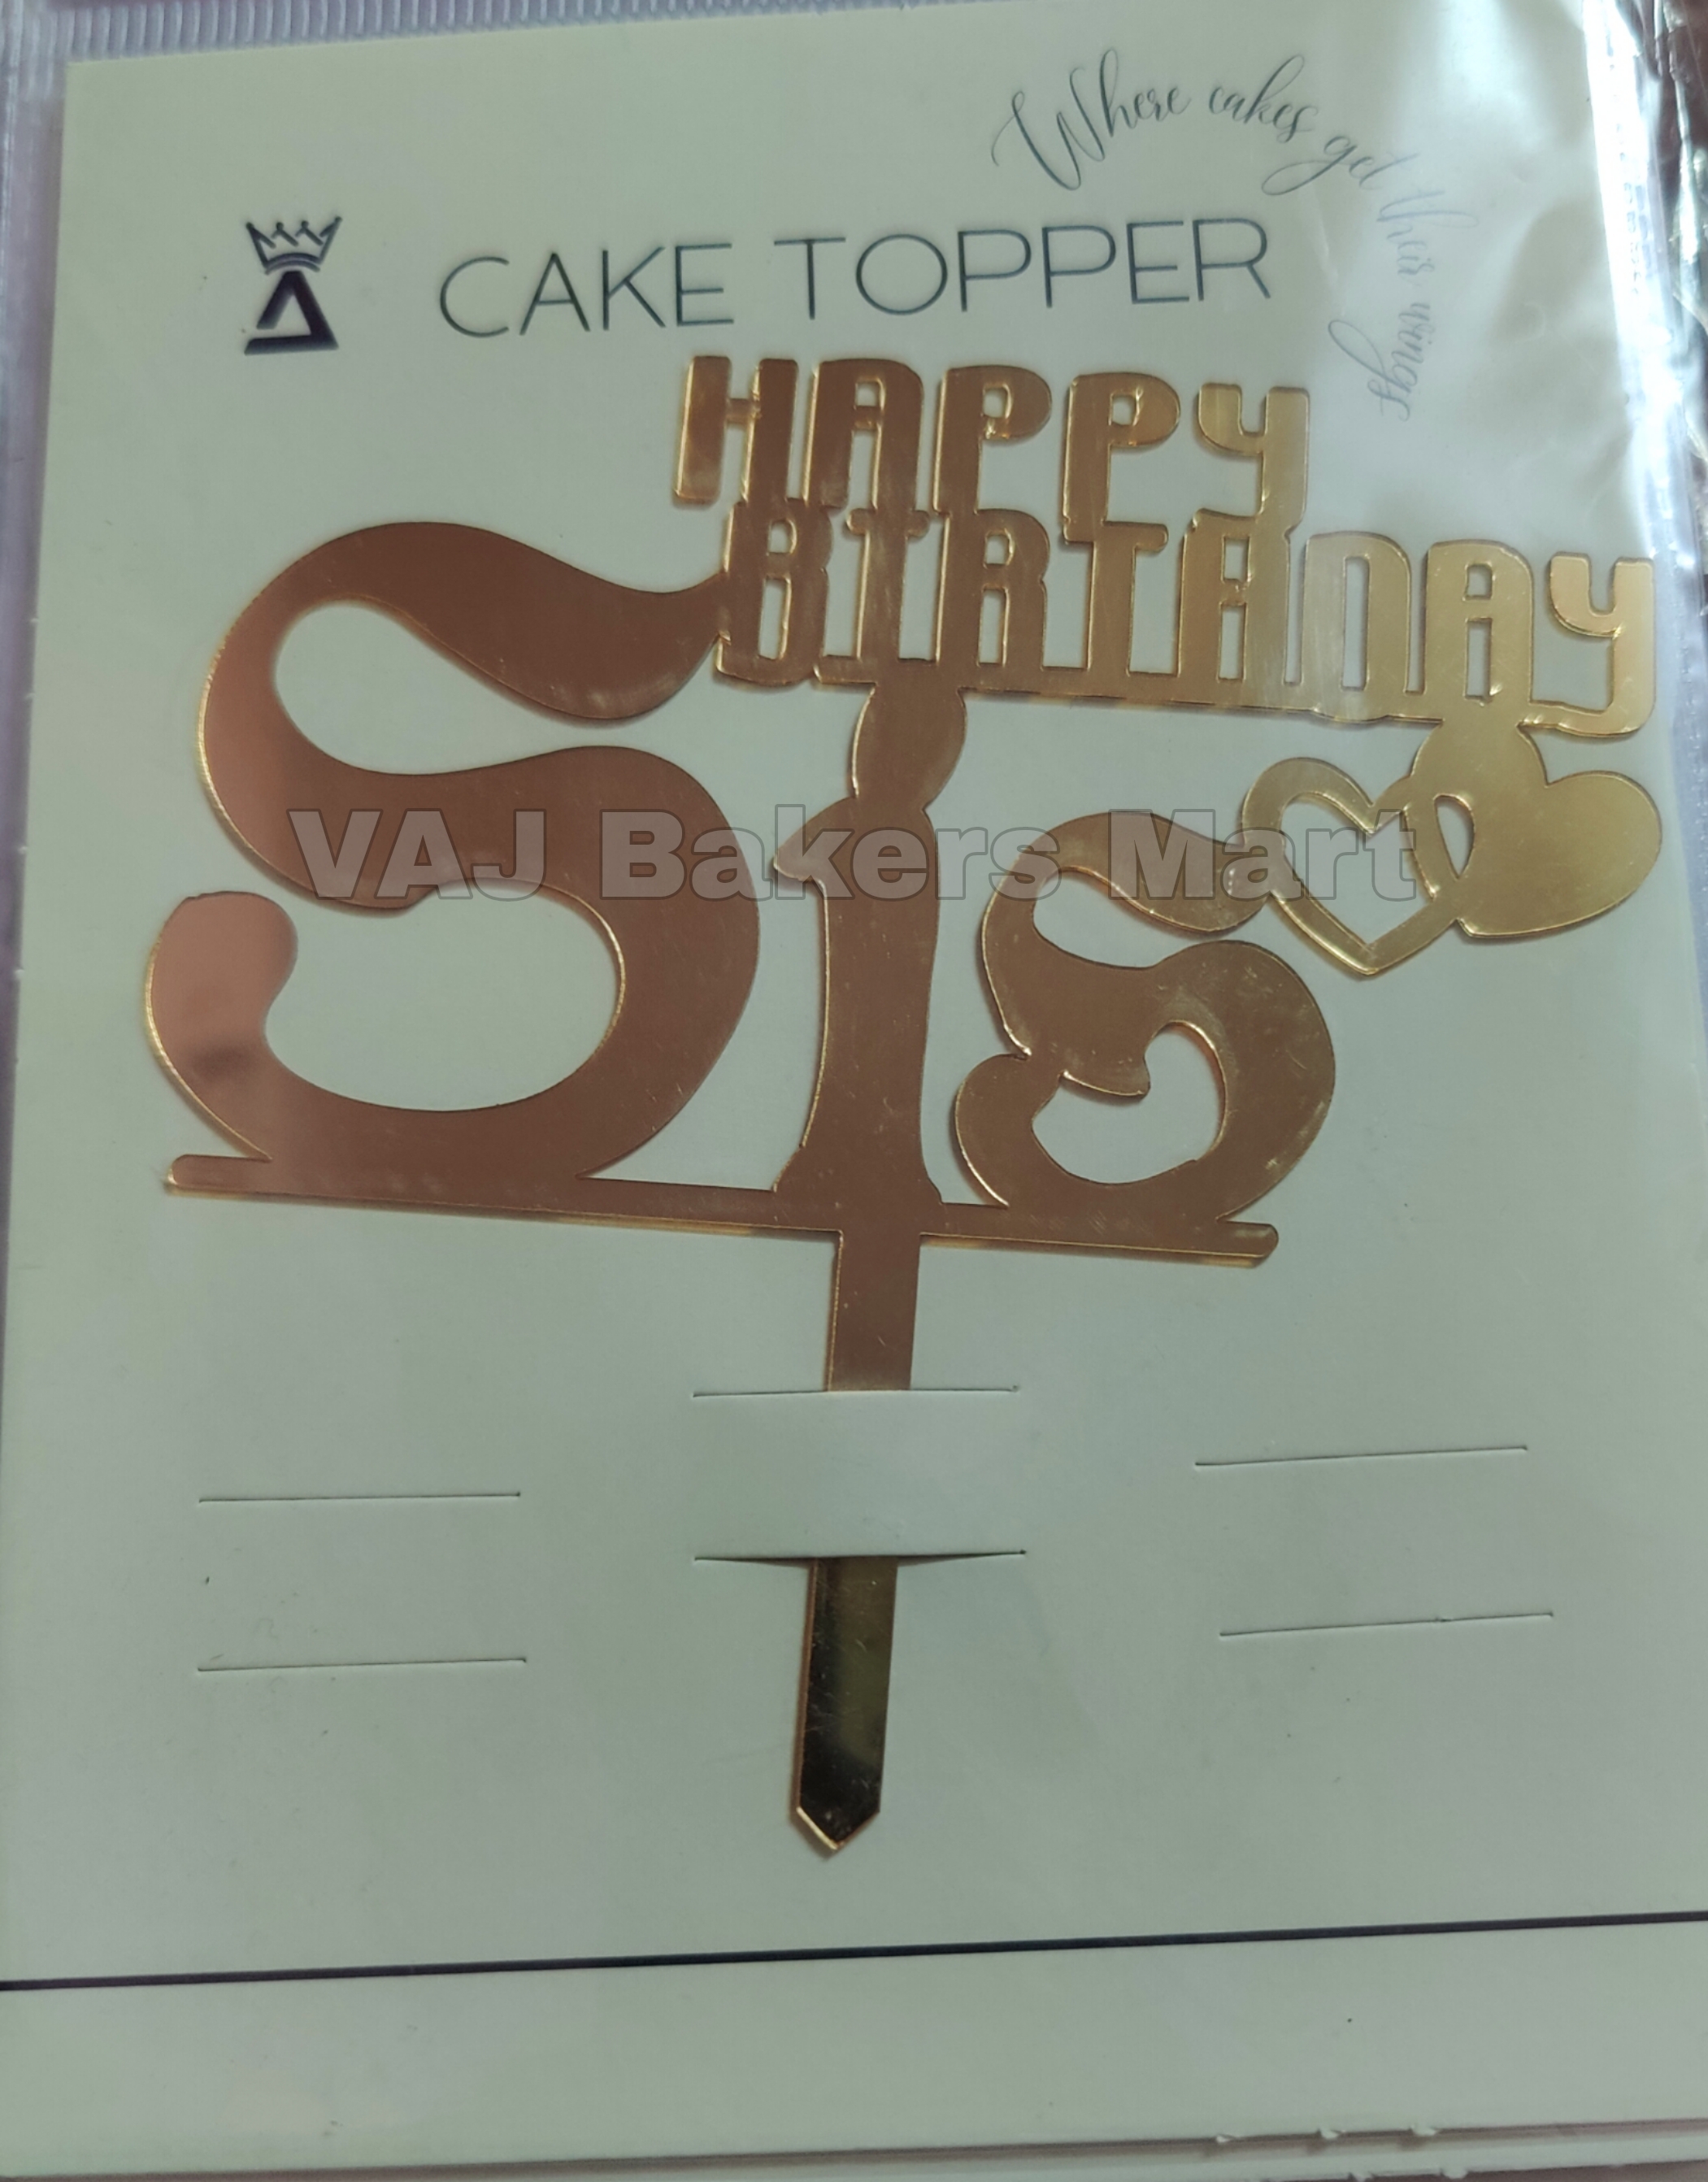 Where cakes get their wings
CAKE TOPPER
HAPPY
BIRTHDAY
Sis
VAJ Bakers Mart